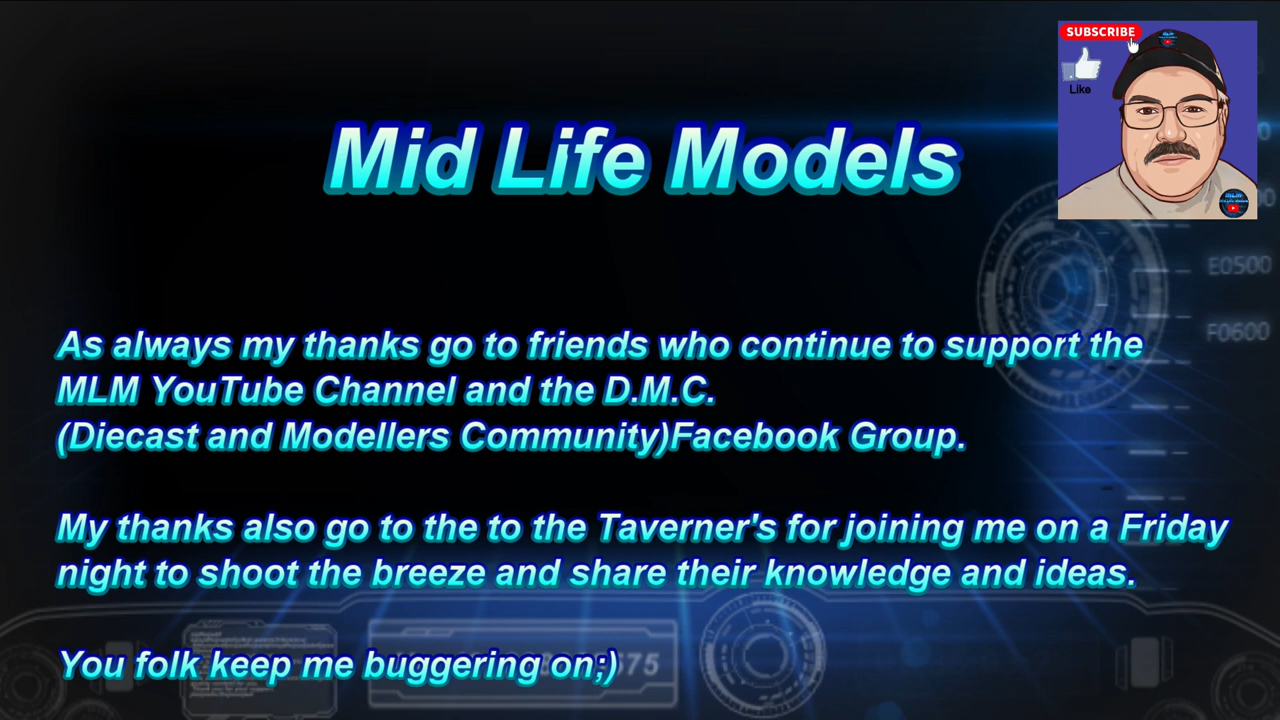 SUBSCRIBE
Like
Mid Life Models
E0500
F0600
As always my thanks go to friends who continue to support the
MLM YouTube Channel and the D.M.C.
(Diecast and Modellers Community)Facebook Group.
My thanks also go to the to the Taverner's for joining me on a Friday
night to shoot the breeze and share their knowledge and ideas.
You folk keep me buggering on;)